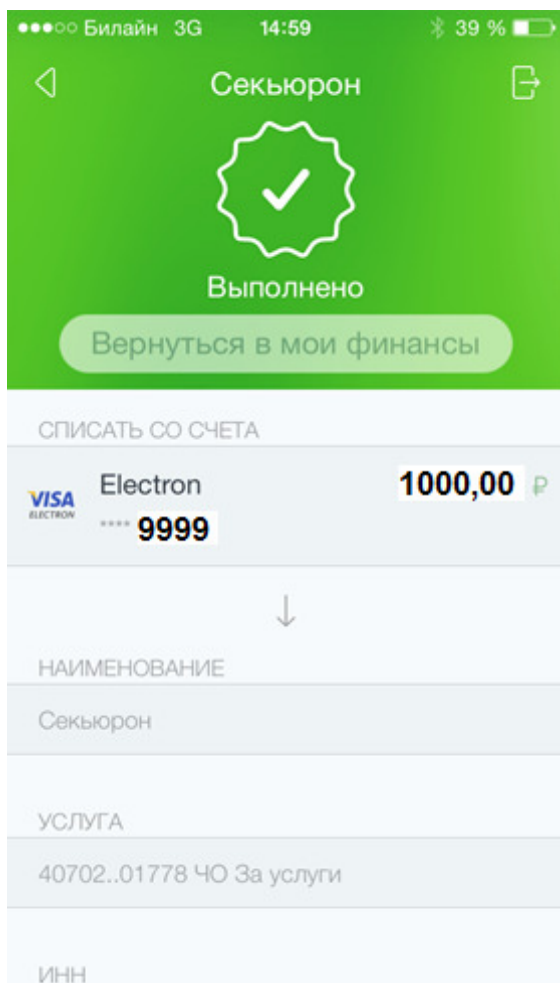 Билайн 3G 14:59 39 %
Секьюрон
Выполнено
Вернуться в мои финансы
СПИСАТЬ СО СЧЕТА
VISA ELECTRON Electron 1000,00 ₽
**** 9999
НАИМЕНОВАНИЕ
Секьюрон
УСЛУГА
40702..01778 ЧО За услуги
ИНН